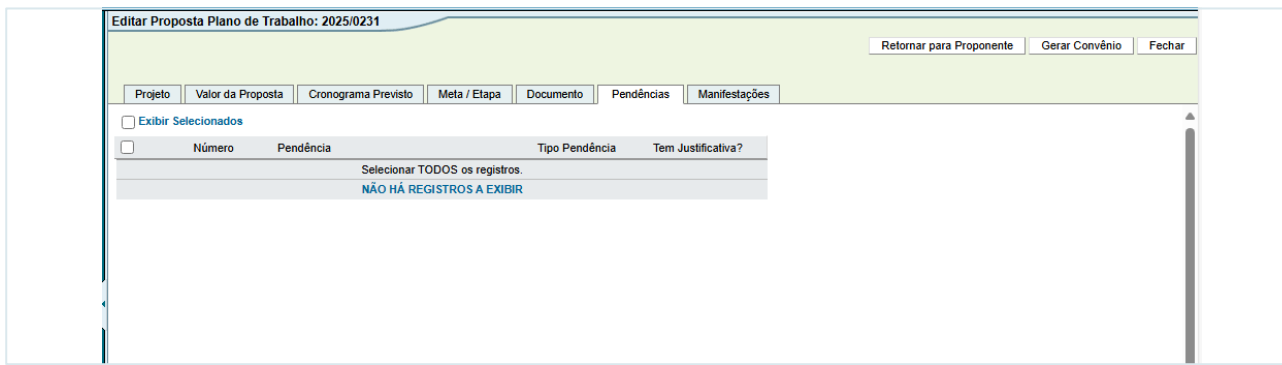 Editar Proposta Plano de Trabalho: 2025/0231
Retornar para Proponente Gerar Convênio Fechar
Projeto Valor da Proposta Cronograma Previsto Meta / Etapa Documento Pendências Manifestações
Exibir Selecionados
Número Pendência Tipo Pendência Tem Justificativa?
Selecionar TODOS os registros.
NÃO HÁ REGISTROS A EXIBIR